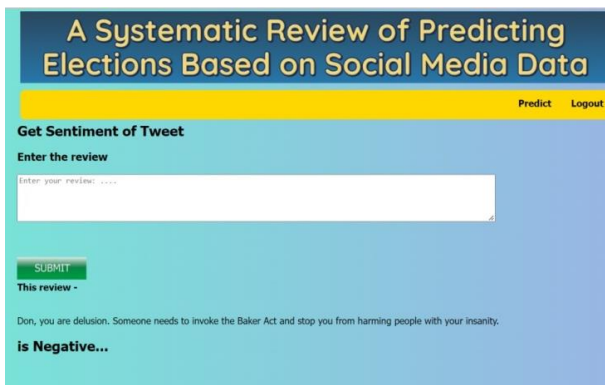 A Systematic Review of Predicting
Elections Based on Social Media Data
Predict Logout
Get Sentiment of Tweet
Enter the review
Enter your review: ....
SUBMIT
This review -
Don, you are delusion. Someone needs to invoke the Baker Act and stop you from harming people with your insanity.
is Negative...